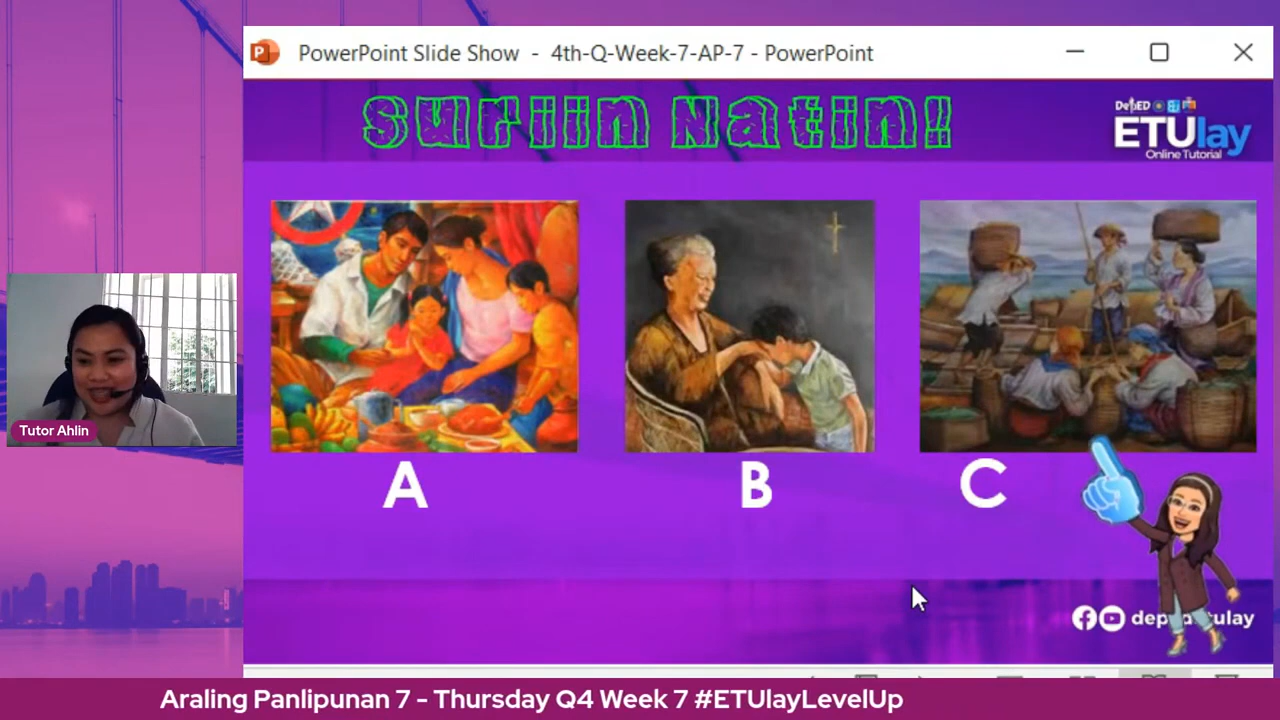 PowerPoint Slide Show - 4th-Q-Week-7-AP-7 - PowerPoint
Suriin Natin!
DepED
ETUlay
Online Tutorial
Tutor Ahlin
A
B
C
Araling Panlipunan 7 - Thursday Q4 Week 7 #ETUlayLevelUp